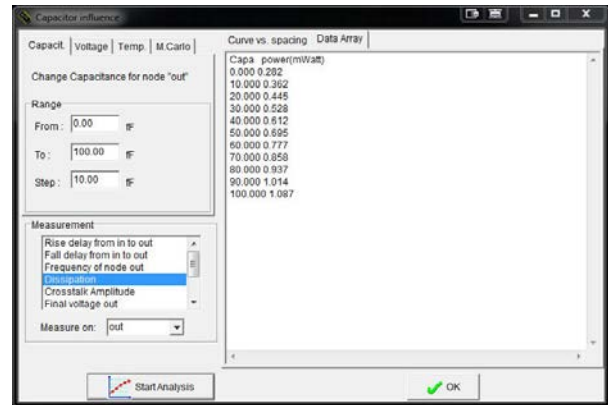 Capacitor influence
Capacit. Voltage Temp. M.Carlo
Change Capacitance for node "out"
Range
From : 0.00 fF
To : 100.00 fF
Step : 10.00 fF
Measurement
Rise delay from in to out
Fall delay from in to out
Frequency of node out
Dissipation
Crosstalk Amplitude
Final voltage out
Measure on: out
Start Analysis
Curve vs. spacing Data Array
Capa power(mWatt)
0.000 0.282
10.000 0.362
20.000 0.445
30.000 0.528
40.000 0.612
50.000 0.695
60.000 0.777
70.000 0.858
80.000 0.937
90.000 1.014
100.000 1.087
OK